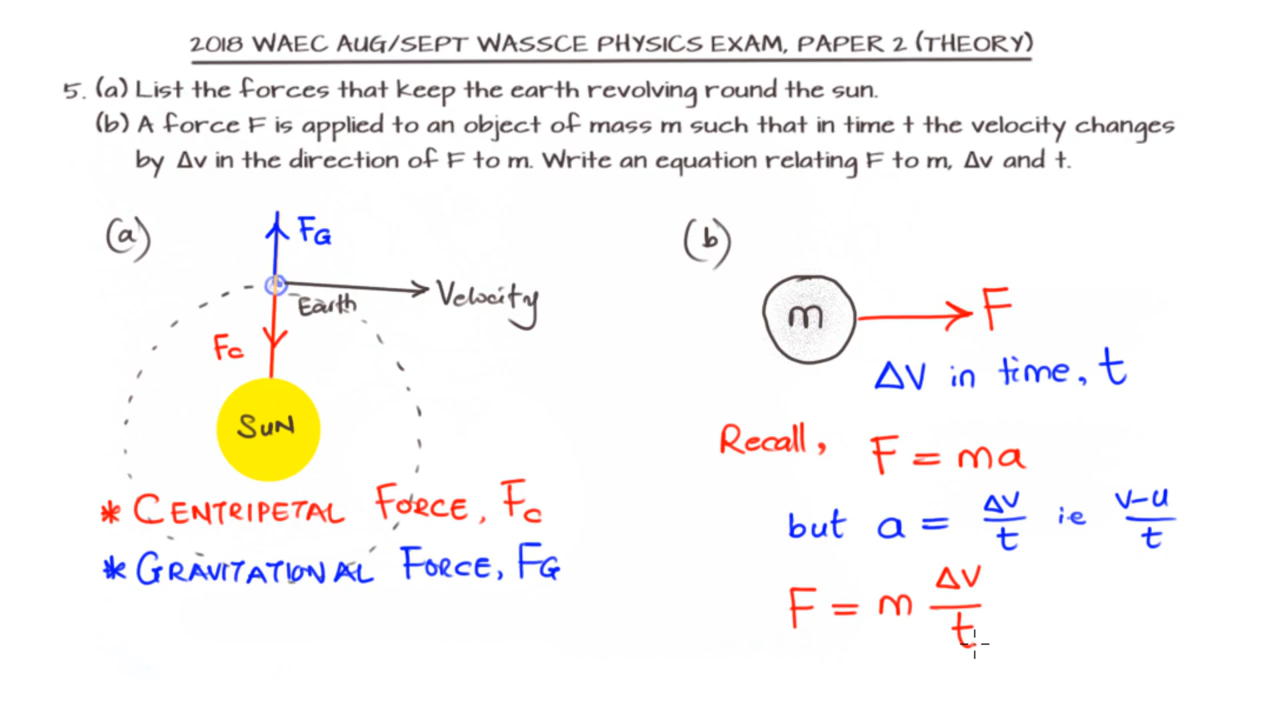 2018 WAEC AUG/SEPT WASSCE PHYSICS EXAM, PAPER 2 (THEORY)
5. (a) List the forces that keep the earth revolving round the sun.
(b) A force F is applied to an object of mass m such that in time t the velocity changes
by Δv in the direction of F to m. Write an equation relating F to m, Δv and t.
(a)
FG
Earth
Velocity
Fc
SUN
* CENTRIPETAL FORCE, Fc
* GRAVITATIONAL FORCE, FG
(b)
m
F
ΔV in time, t
Recall, F = ma
but a = ΔV/t ie V-u/t
F = m ΔV/t